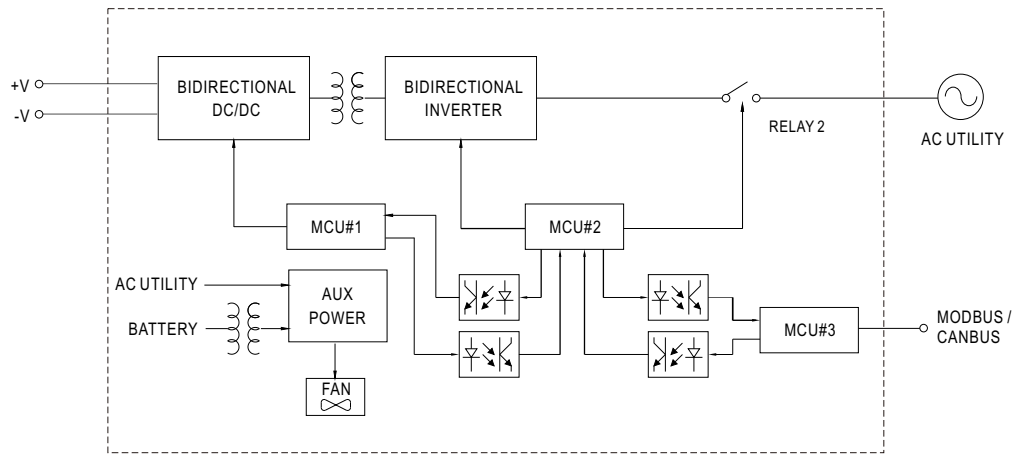 +V
-V
BIDIRECTIONAL
DC/DC
BIDIRECTIONAL
INVERTER
RELAY 2
AC UTILITY
MCU#1
MCU#2
AC UTILITY
BATTERY
AUX
POWER
FAN
MCU#3
MODBUS /
CANBUS